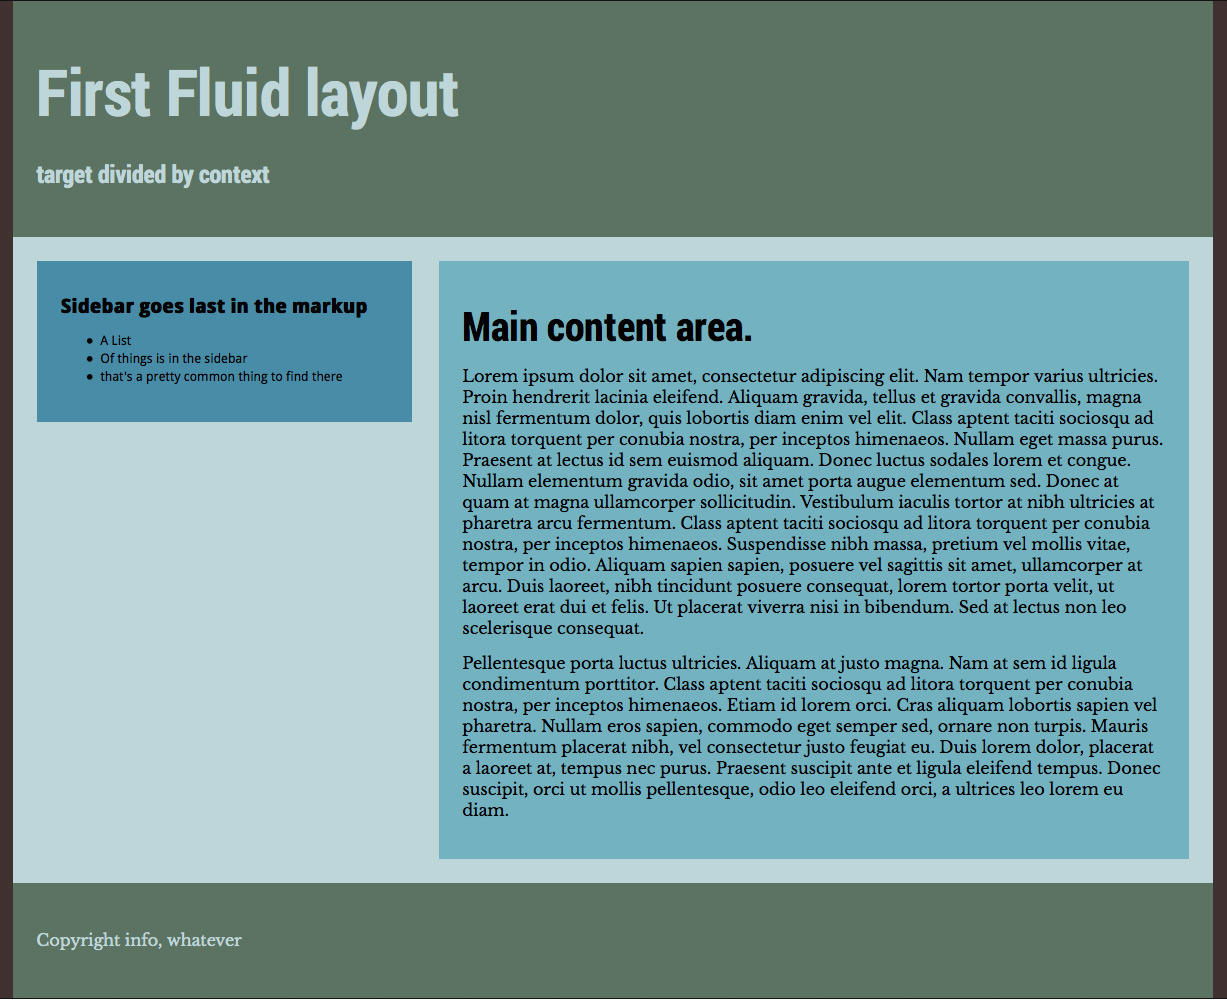 First Fluid layout
target divided by context
Sidebar goes last in the markup
A List
Of things is in the sidebar
that's a pretty common thing to find there
Main content area.
Lorem ipsum dolor sit amet, consectetur adipiscing elit. Nam tempor varius ultricies.
Proin hendrerit lacinia eleifend. Aliquam gravida, tellus et gravida convallis, magna
nisl fermentum dolor, quis lobortis diam enim vel elit. Class aptent taciti sociosqu ad
litora torquent per conubia nostra, per inceptos himenaeos. Nullam eget massa purus.
Praesent at lectus id sem euismod aliquam. Donec luctus sodales lorem et congue.
Nullam elementum gravida odio, sit amet porta augue elementum sed. Donec at
quam at magna ullamcorper sollicitudin. Vestibulum iaculis tortor at nibh ultricies at
pharetra arcu fermentum. Class aptent taciti sociosqu ad litora torquent per conubia
nostra, per inceptos himenaeos. Suspendisse nibh massa, pretium vel mollis vitae,
tempor in odio. Aliquam sapien sapien, posuere vel sagittis sit amet, ullamcorper at
arcu. Duis laoreet, nibh tincidunt posuere consequat, lorem tortor porta velit, ut
laoreet erat dui et felis. Ut placerat viverra nisi in bibendum. Sed at lectus non leo
scelerisque consequat.
Pellentesque porta luctus ultricies. Aliquam at justo magna. Nam at sem id ligula
condimentum porttitor. Class aptent taciti sociosqu ad litora torquent per conubia
nostra, per inceptos himenaeos. Etiam id lorem orci. Cras aliquam lobortis sapien vel
pharetra. Nullam eros sapien, commodo eget semper sed, ornare non turpis. Mauris
fermentum placerat nibh, vel consectetur justo feugiat eu. Duis lorem dolor, placerat
a laoreet at, tempus nec purus. Praesent suscipit ante et ligula eleifend tempus. Donec
suscipit, orci ut mollis pellentesque, odio leo eleifend orci, a ultrices leo lorem eu
diam.
Copyright info, whatever